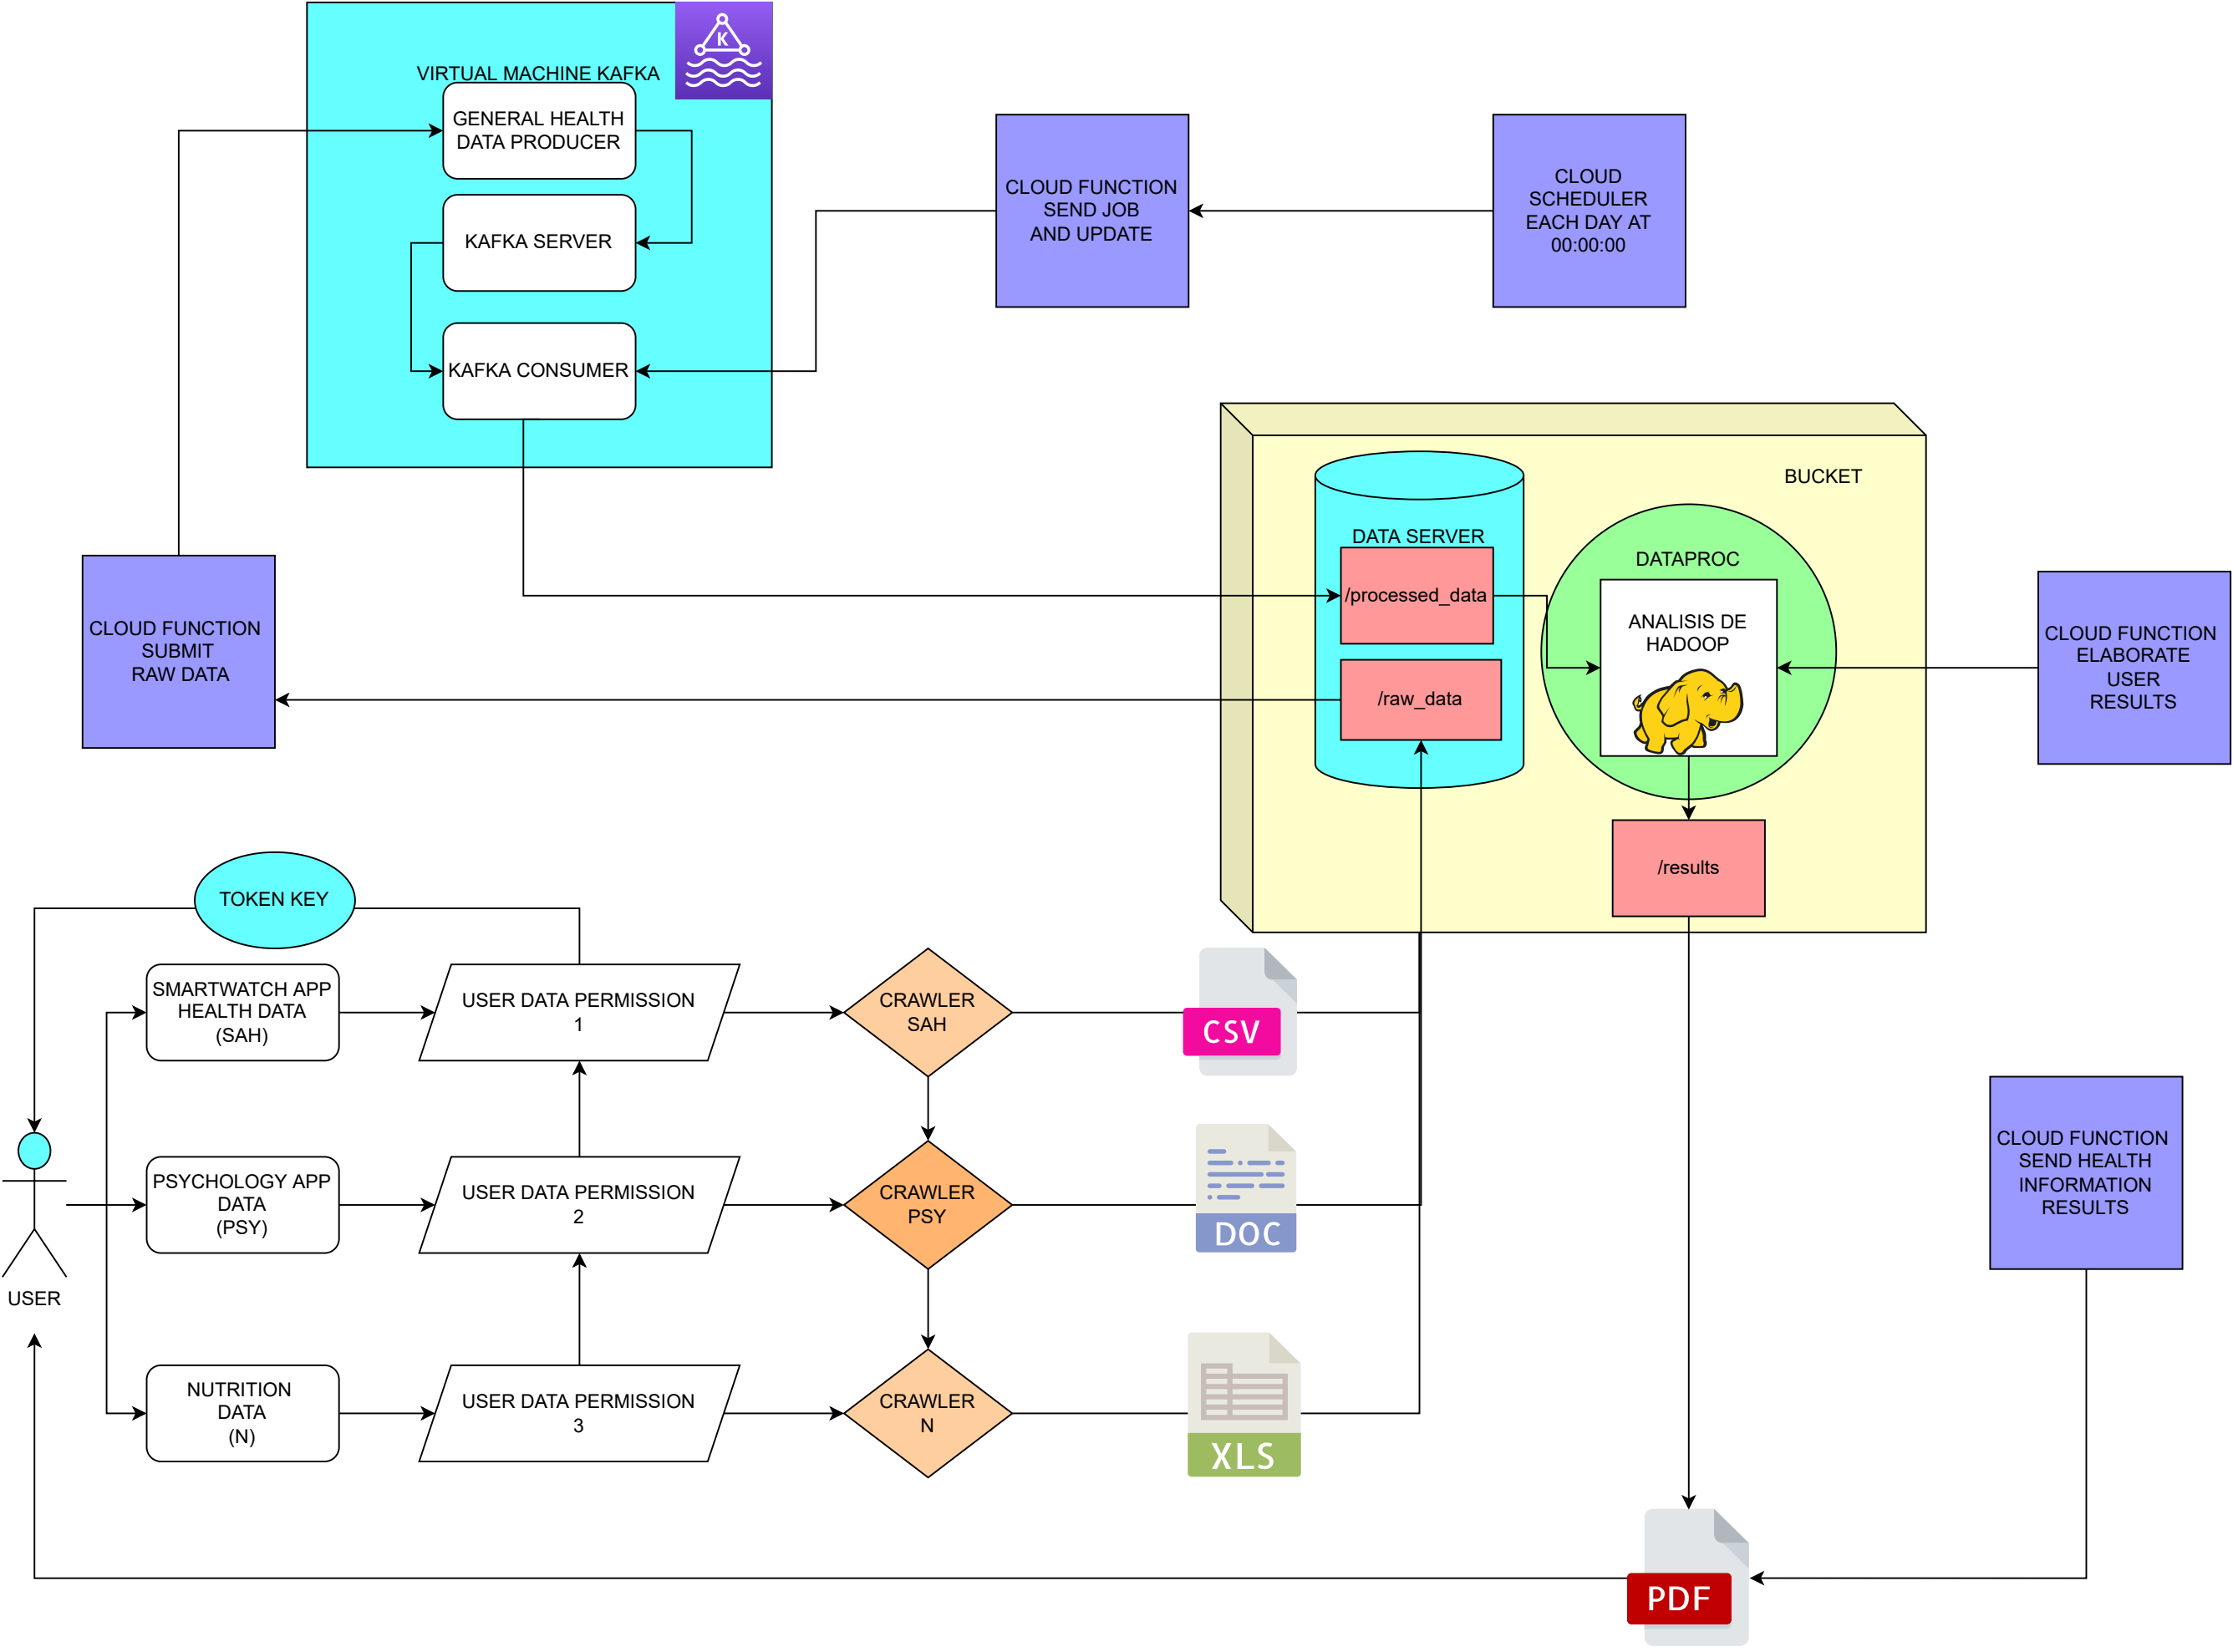 VIRTUAL MACHINE KAFKA
K
GENERAL HEALTH
DATA PRODUCER
KAFKA SERVER
KAFKA CONSUMER
CLOUD FUNCTION
SEND JOB
AND UPDATE
CLOUD
SCHEDULER
EACH DAY AT
00:00:00
BUCKET
DATA SERVER
/processed_data
/raw_data
DATAPROC
ANALISIS DE
HADOOP
/results
CLOUD FUNCTION
ELABORATE
USER
RESULTS
CLOUD FUNCTION
SUBMIT
RAW DATA
TOKEN KEY
SMARTWATCH APP
HEALTH DATA
(SAH)
USER DATA PERMISSION
1
CRAWLER
SAH
CSV
PSYCHOLOGY APP
DATA
(PSY)
USER DATA PERMISSION
2
CRAWLER
PSY
DOC
USER
NUTRITION
DATA
(N)
USER DATA PERMISSION
3
CRAWLER
N
XLS
CLOUD FUNCTION
SEND HEALTH
INFORMATION
RESULTS
PDF